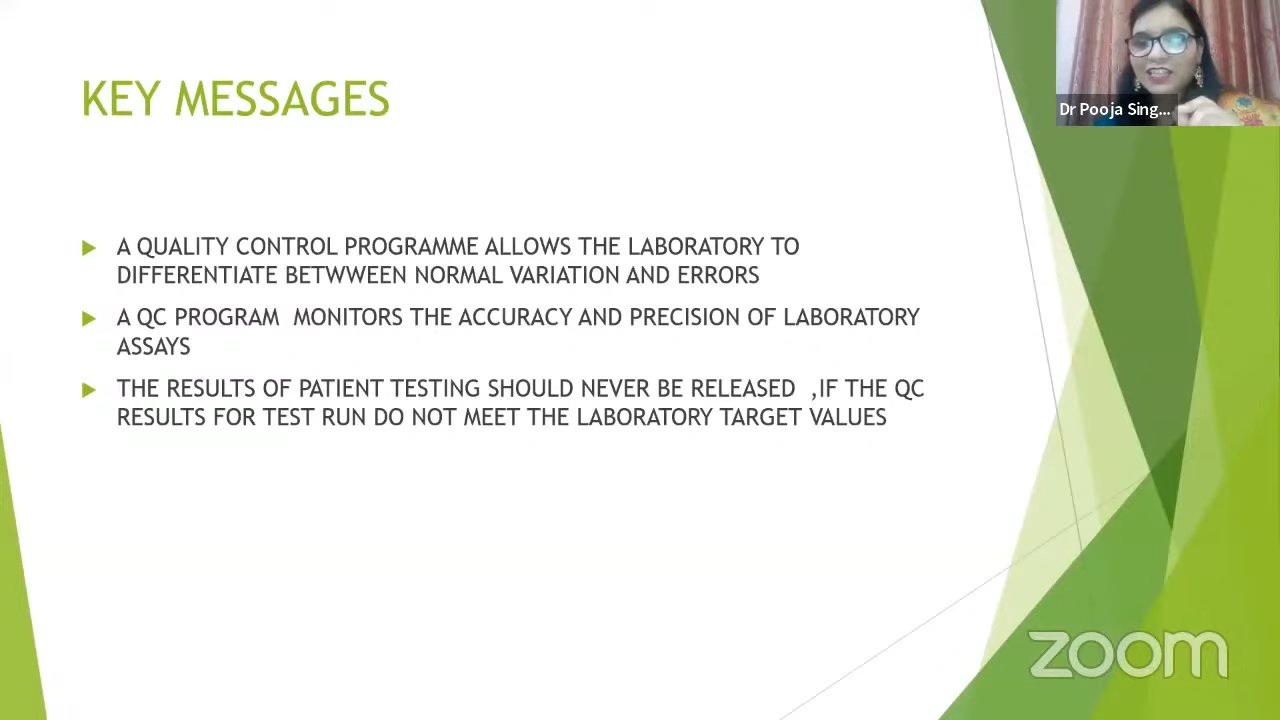 KEY MESSAGES
A QUALITY CONTROL PROGRAMME ALLOWS THE LABORATORY TO
DIFFERENTIATE BETWWEEN NORMAL VARIATION AND ERRORS
A QC PROGRAM  MONITORS THE ACCURACY AND PRECISION OF LABORATORY
ASSAYS
THE RESULTS OF PATIENT TESTING SHOULD NEVER BE RELEASED  ,IF THE QC
RESULTS FOR TEST RUN DO NOT MEET THE LABORATORY TARGET VALUES
Dr Pooja Sing...
zoom